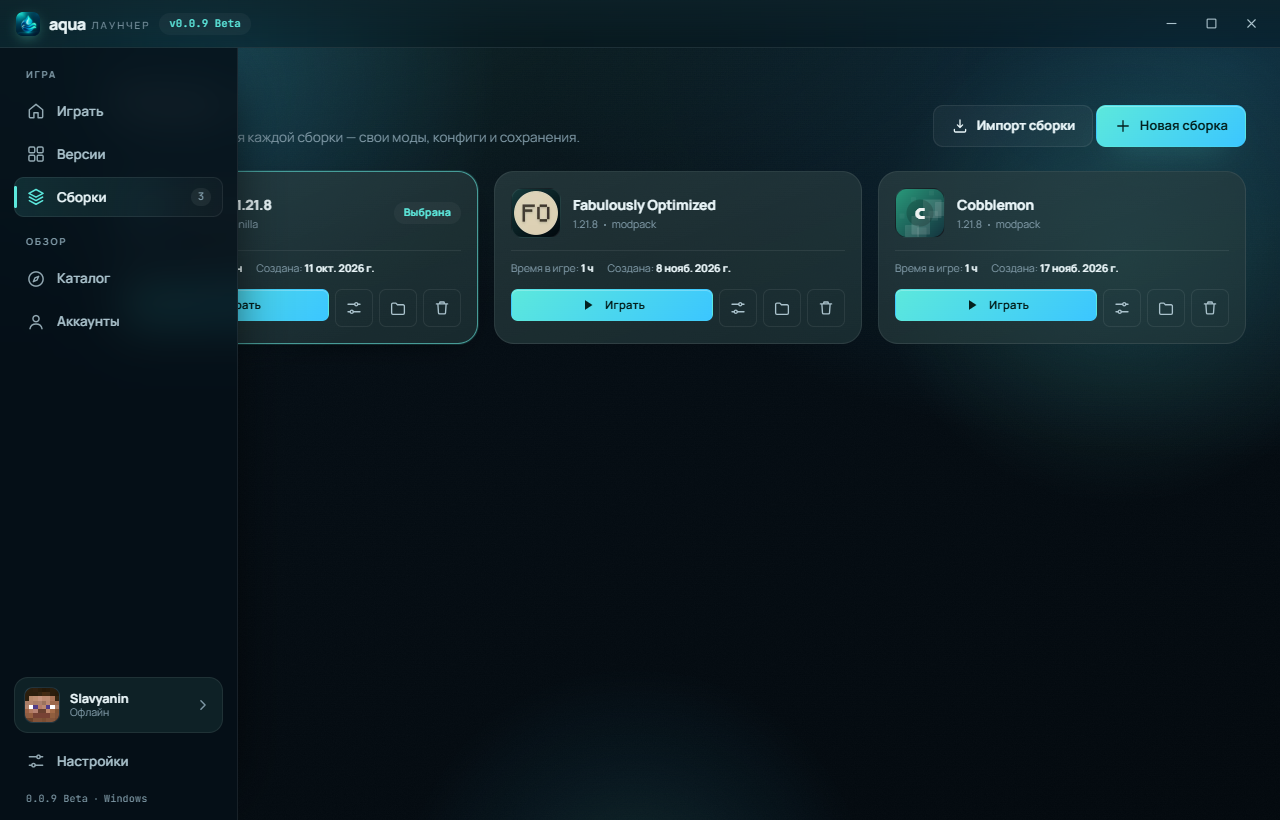 aqua ЛАУНЧЕР v0.0.9 Beta
ИГРА
Играть
Версии
Сборки 3
ОБЗОР
Каталог
Аккаунты
Slavyanin
Офлайн
Настройки
0.0.9 Beta · Windows
я каждой сборки — свои моды, конфиги и сохранения.
Импорт сборки
Новая сборка
1.21.8
nilla
Выбрана
ч Создана: 11 окт. 2026 г.
рать
FO
Fabulously Optimized
1.21.8 • modpack
Время в игре: 1 ч Создана: 8 нояб. 2026 г.
Играть
C
Cobblemon
1.21.8 • modpack
Время в игре: 1 ч Создана: 17 нояб. 2026 г.
Играть